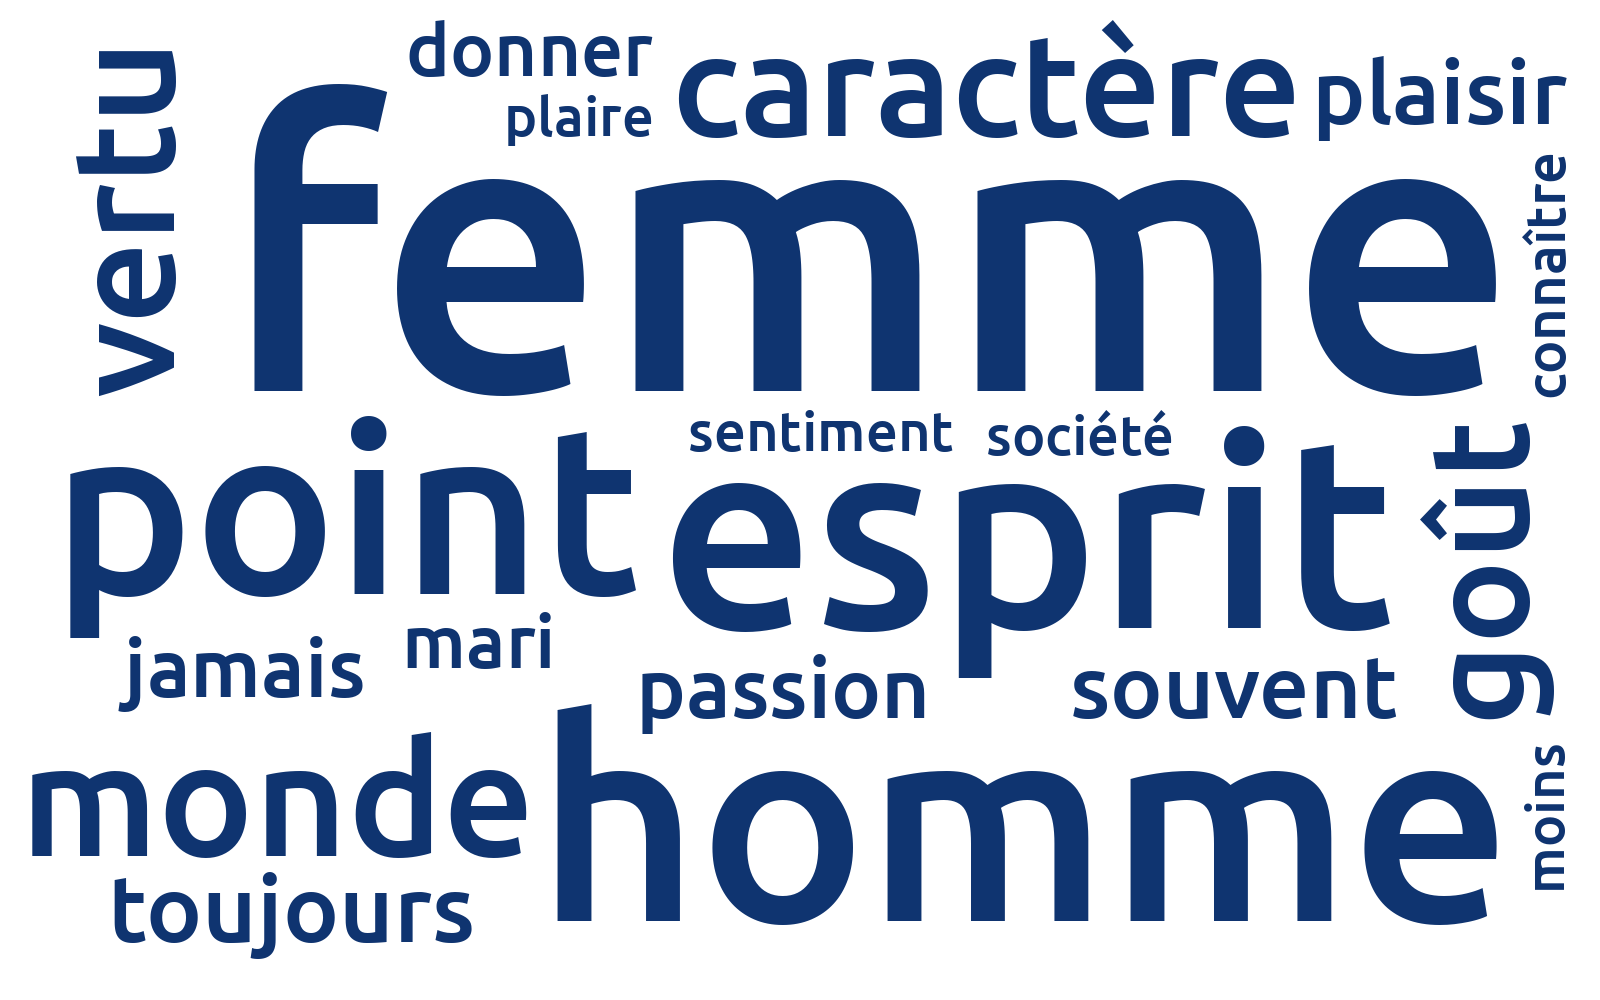 donner
caractère
plaisir
plaire
vertu
femme
connaître
sentiment
société
point
esprit
goût
jamais
mari
passion
souvent
monde
homme
moins
toujours